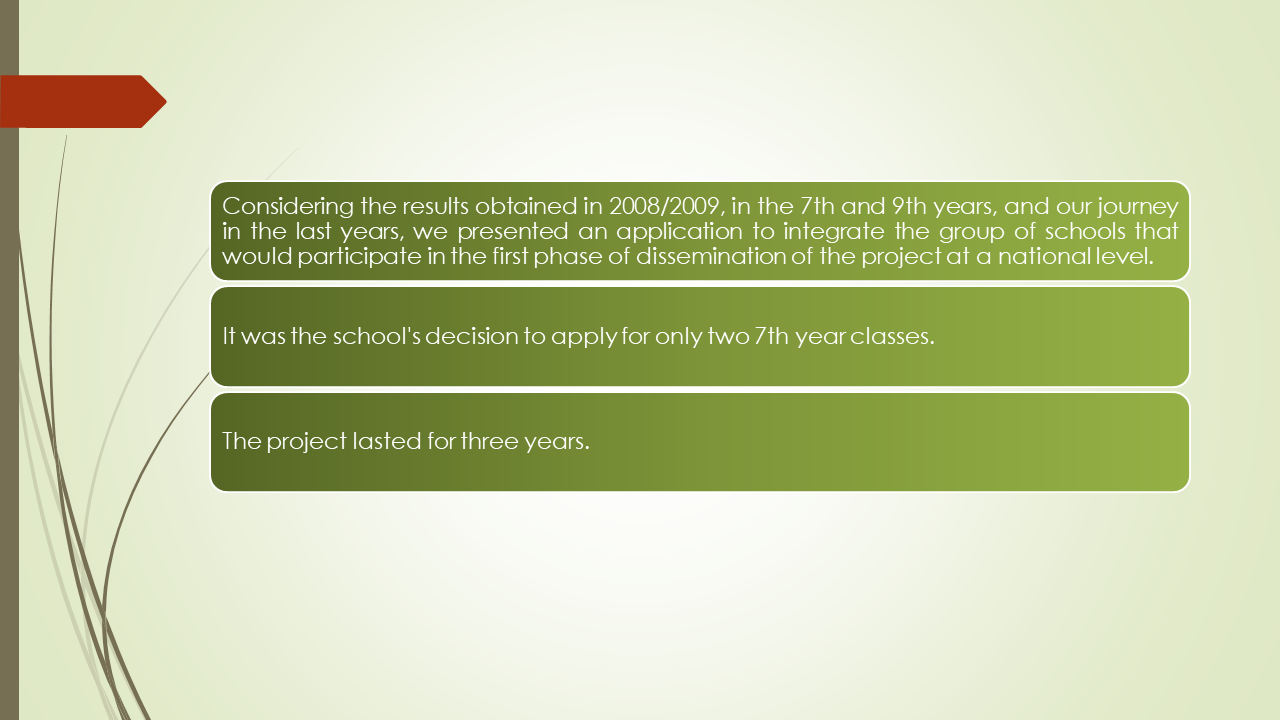 Considering the results obtained in 2008/2009, in the 7th and 9th years, and our journey
in the last years, we presented an application to integrate the group of schools that
would participate in the first phase of dissemination of the project at a national level.
It was the school's decision to apply for only two 7th year classes.
The project lasted for three years.